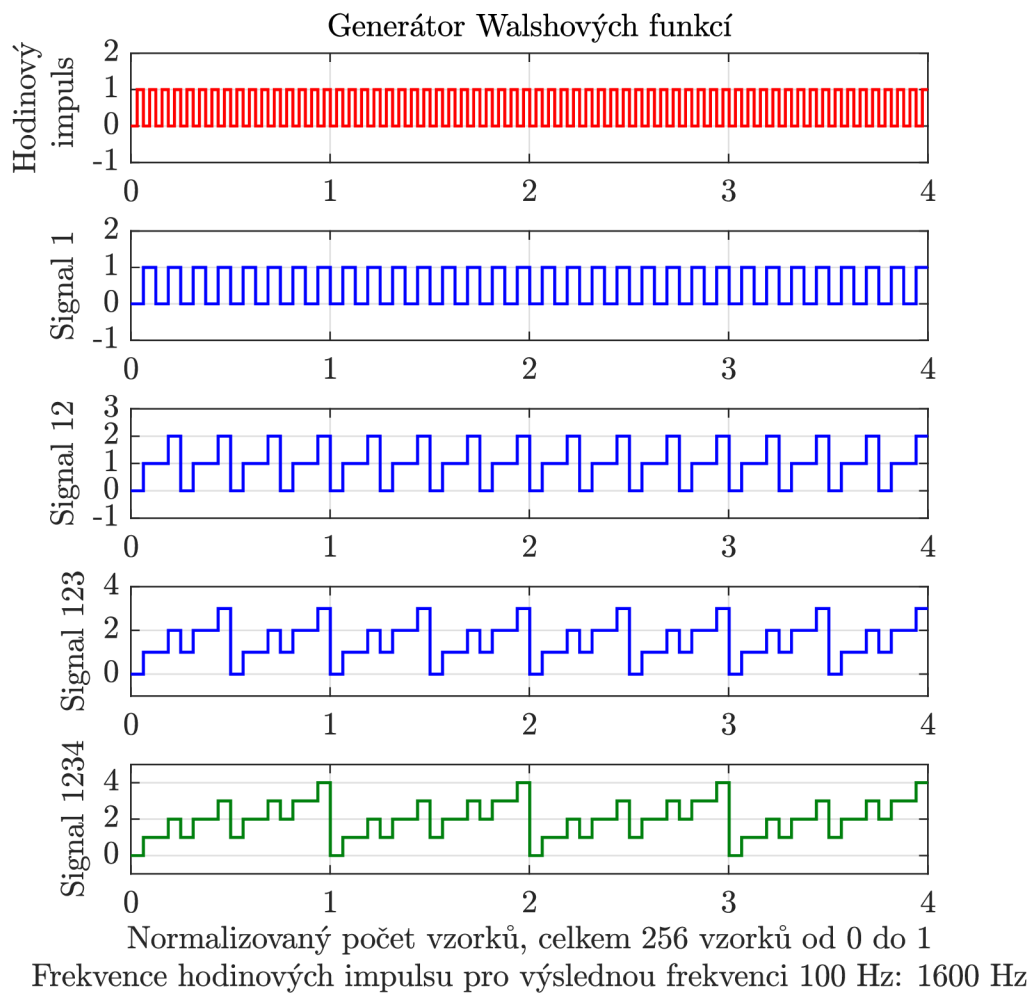 Generátor Walshových funkcí
Hodinový
impuls
2
1
0
-1
0 1 2 3 4
Signal 1
2
1
0
-1
0 1 2 3 4
Signal 12
3
2
1
0
-1
0 1 2 3 4
Signal 123
4
2
0
0 1 2 3 4
Signal 1234
4
2
0
0 1 2 3 4
Normalizovaný počet vzorků, celkem 256 vzorků od 0 do 1
Frekvence hodinových impulsu pro výslednou frekvenci 100 Hz: 1600 Hz